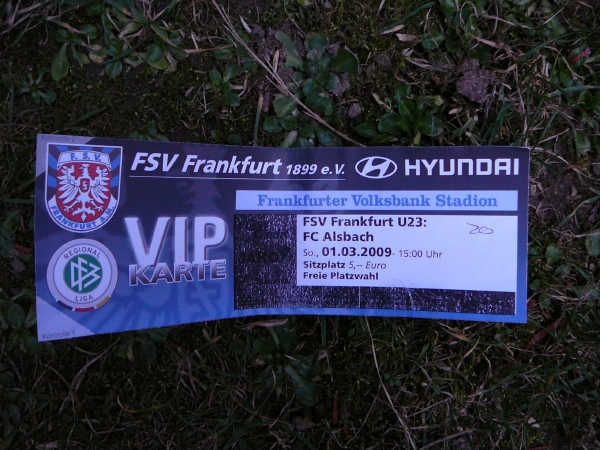 F.S.V.
FRANKFURT A.M.
FSV Frankfurt 1899 e.V. HYUNDAI
Frankfurter Volksbank Stadion
VIP
KARTE
REGIONAL
DFB
LIGA
FSV Frankfurt U23:
FC Alsbach
So., 01.03.2009- 15:00 Uhr
Sitzplatz 5,-- Euro
Freie Platzwahl